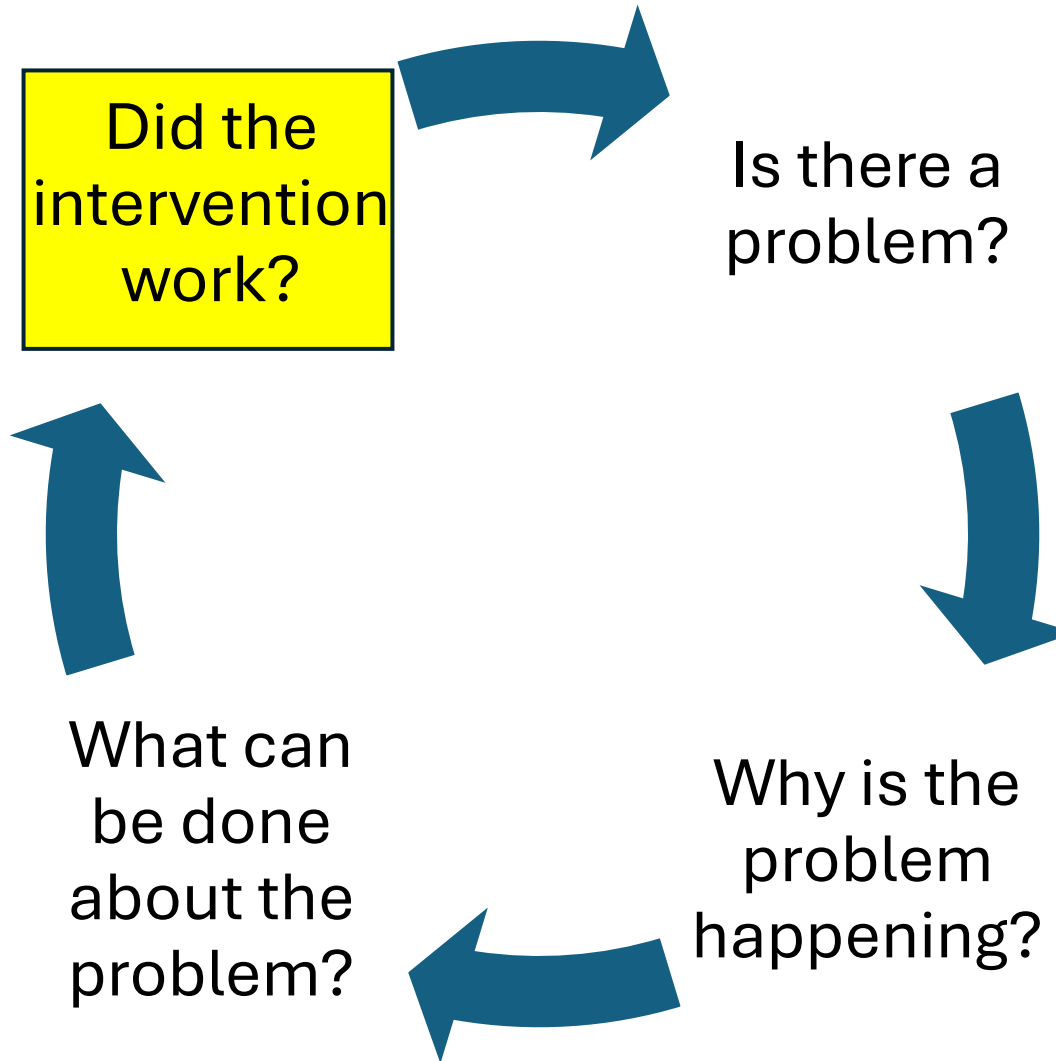 Did the
intervention
work?
Is there a
problem?
Why is the
problem
happening?
What can
be done
about the
problem?